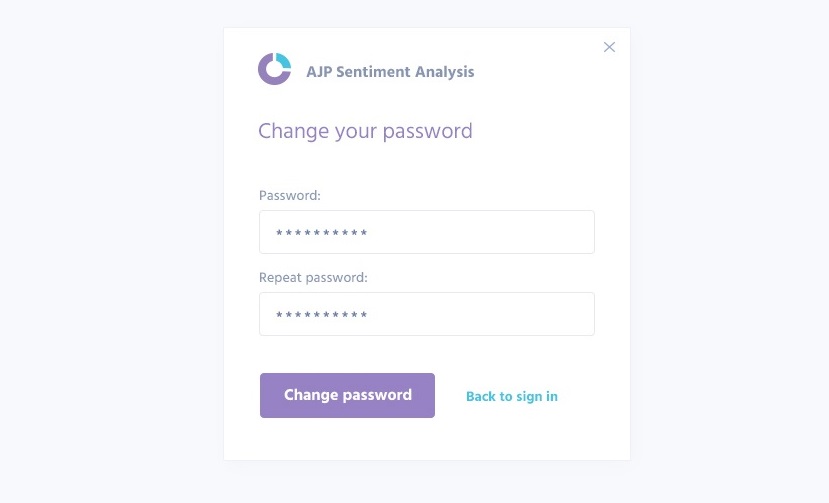 AJP Sentiment Analysis
Change your password
Password:
**********
Repeat password:
**********
Change password
Back to sign in